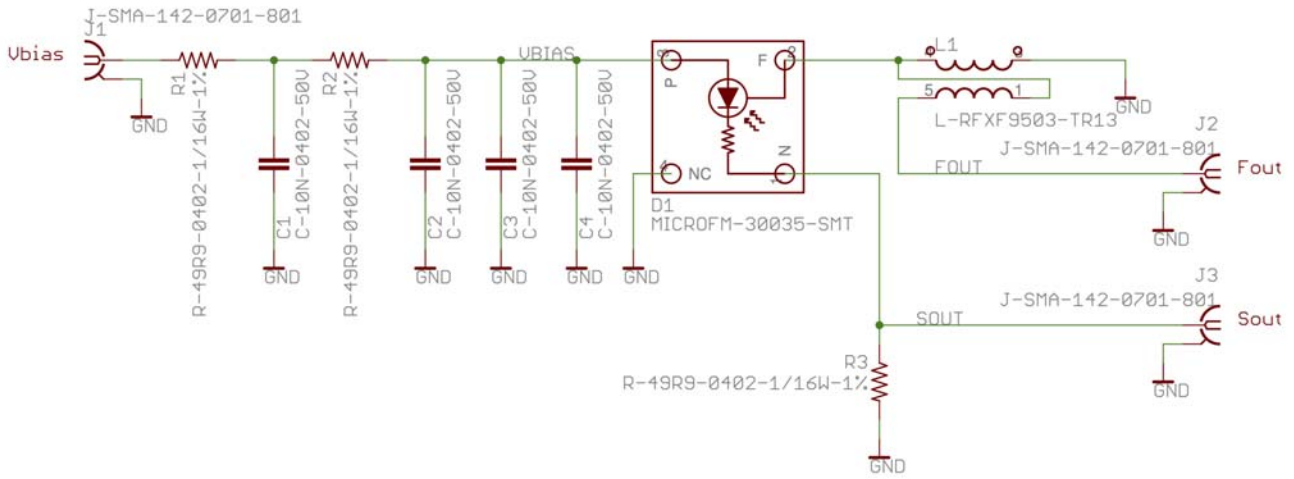 J-SMA-142-0701-801
J1
Vbias
R1
R-49R9-0402-1/16W-1%
R2
R-49R9-0402-1/16W-1%
VBIAS
C1
C-10N-0402-50V
C2
C-10N-0402-50V
C3
C-10N-0402-50V
C4
C-10N-0402-50V
GND
GND
GND
GND
GND
GND
P
F
3
4
NC
N
1
D1
MICROFM-30035-SMT
L1
5
1
L-RFXF9503-TR13
GND
J2
J-SMA-142-0701-801
FOUT
Fout
GND
J3
J-SMA-142-0701-801
SOUT
Sout
GND
R3
R-49R9-0402-1/16W-1%
GND